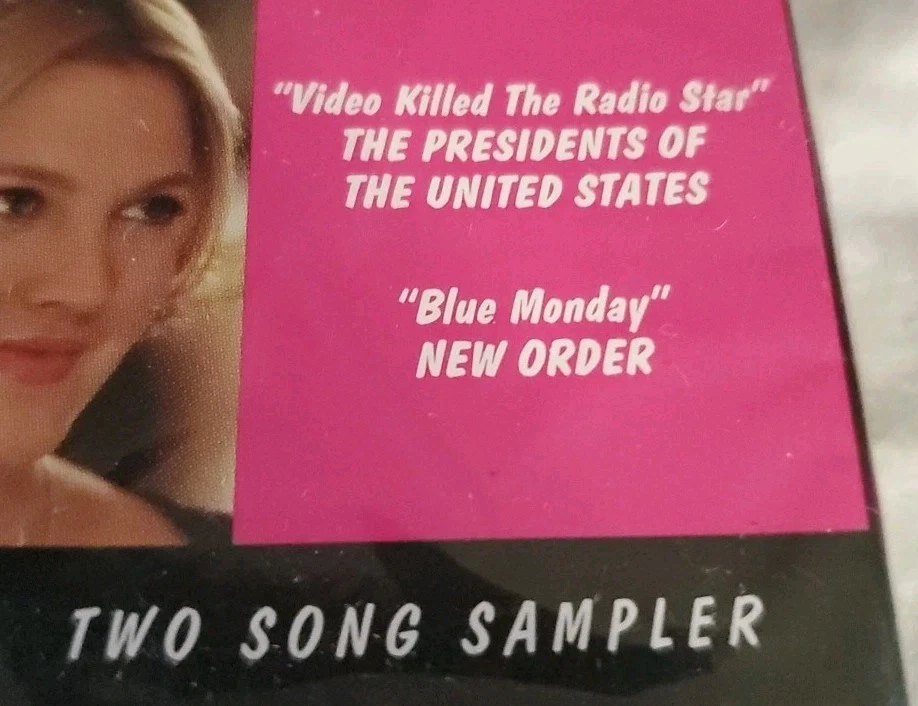 "Video Killed The Radio Star"
THE PRESIDENTS OF
THE UNITED STATES
"Blue Monday"
NEW ORDER
TWO SONG SAMPLER